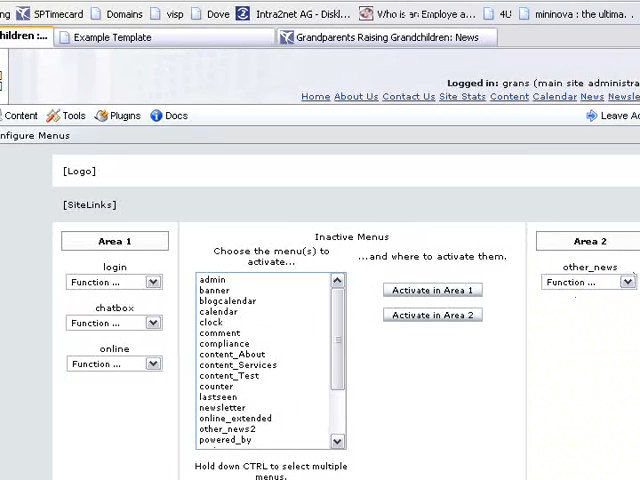 ng SPTimecard Domains visp Dove Intra2net AG - Diskl... Who is an Employe a... 4U mininova : the ultima...
children :... Example Template Grandparents Raising Grandchildren: News
Logged in: grans (main site administra
Home About Us Contact Us Site Stats Content Calendar News Newsle
Content Tools Plugins Docs Leave Ad
nfigure Menus
[Logo]
[SiteLinks]
Area 1
Inactive Menus
Area 2
Choose the menu(s) to
activate...
...and where to activate them.
login
Function ...
chatbox
Function ...
online
Function ...
admin
banner
blogcalendar
calendar
clock
comment
compliance
content_About
content_Services
content_Test
counter
lastseen
newsletter
online_extended
other_news2
powered_by
Activate in Area 1
Activate in Area 2
other_news
Function ...
Hold down CTRL to select multiple
menus.